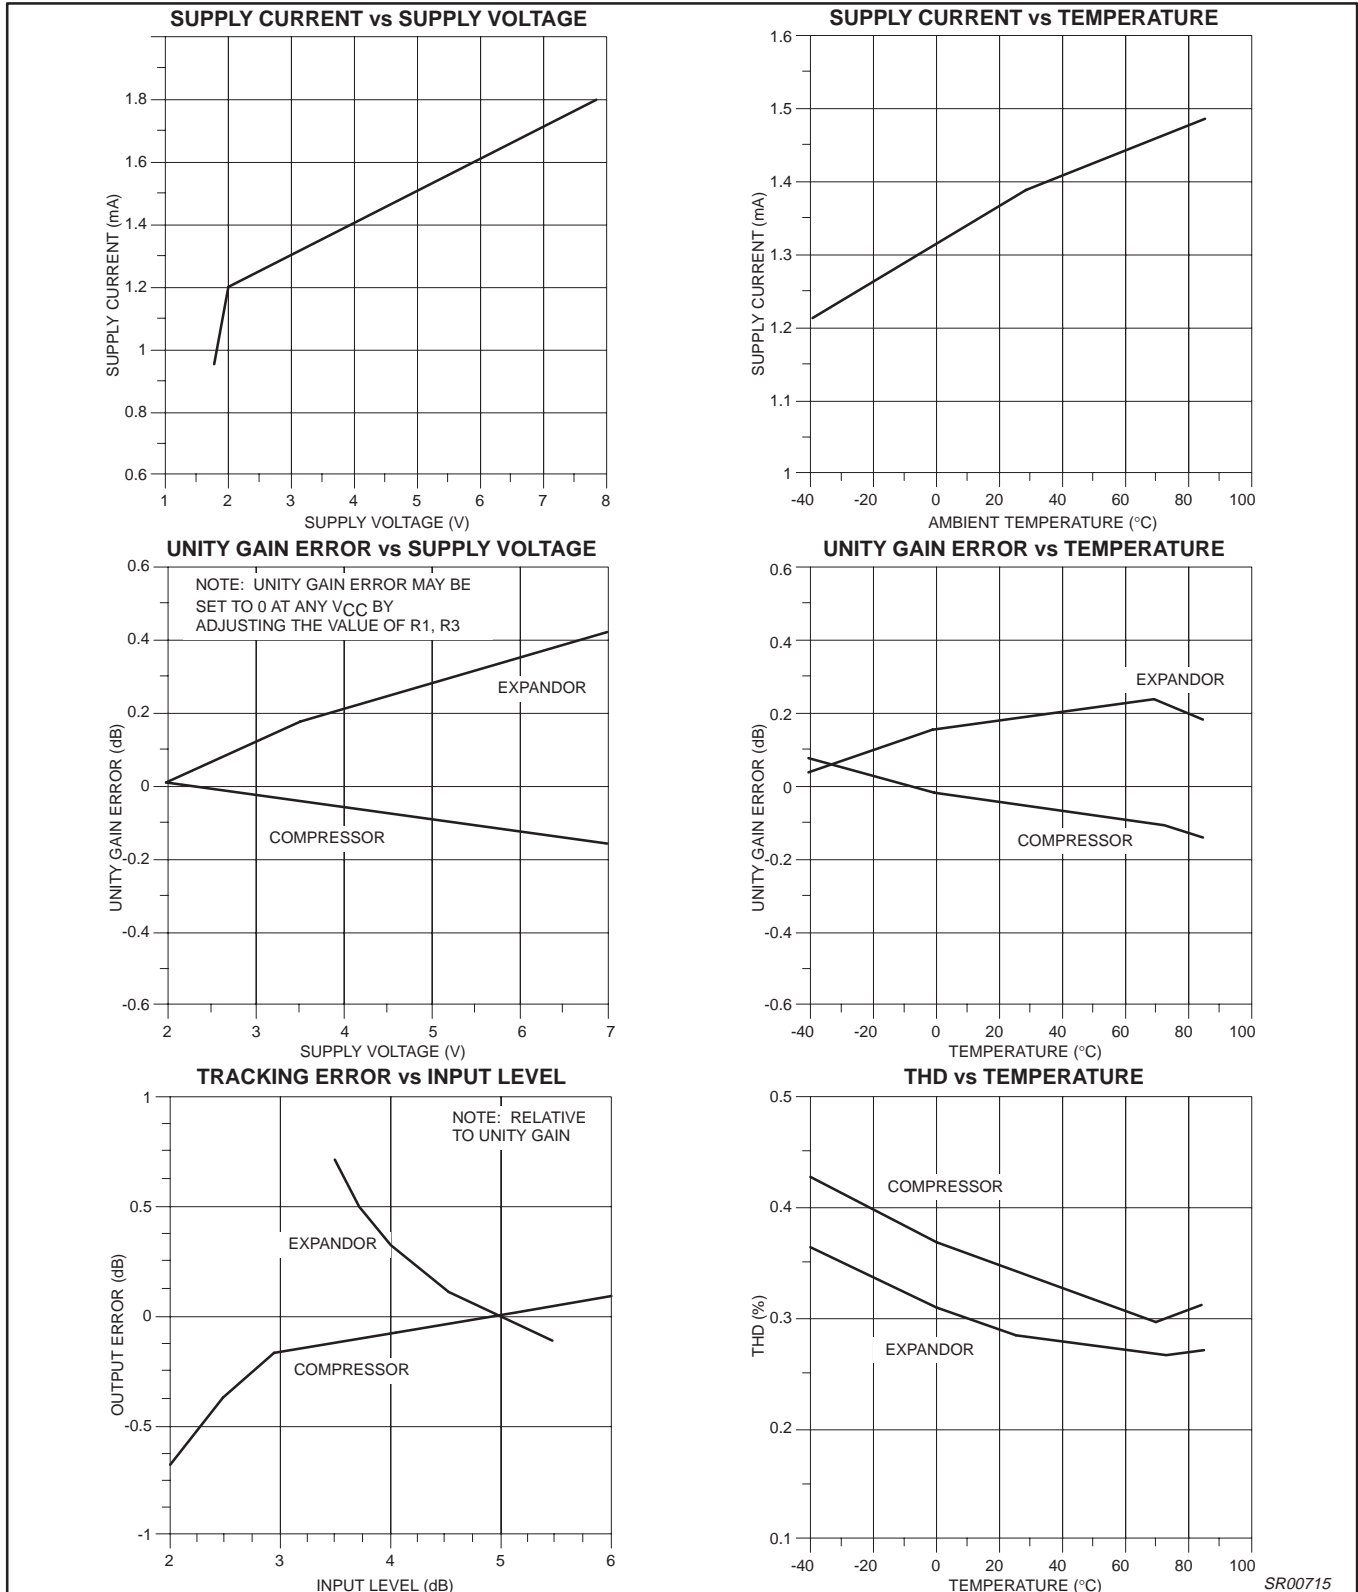 SUPPLY CURRENT vs SUPPLY VOLTAGE
1.8
1.6
1.4
1.2
1
0.8
0.6
SUPPLY CURRENT (mA)
1 2 3 4 5 6 7 8
SUPPLY VOLTAGE (V)
SUPPLY CURRENT vs TEMPERATURE
1.6
1.5
1.4
1.3
1.2
1.1
1
SUPPLY CURRENT (mA)
-40 -20 0 20 40 60 80 100
AMBIENT TEMPERATURE (°C)
UNITY GAIN ERROR vs SUPPLY VOLTAGE
NOTE: UNITY GAIN ERROR MAY BE
SET TO 0 AT ANY VCC BY
ADJUSTING THE VALUE OF R1, R3
0.6
0.4
0.2
0
-0.2
-0.4
-0.6
UNITY GAIN ERROR (dB)
EXPANDOR
COMPRESSOR
2 3 4 5 6 7
SUPPLY VOLTAGE (V)
UNITY GAIN ERROR vs TEMPERATURE
0.6
0.4
0.2
0
-0.2
-0.4
-0.6
UNITY GAIN ERROR (dB)
EXPANDOR
COMPRESSOR
-40 -20 0 20 40 60 80 100
TEMPERATURE (°C)
TRACKING ERROR vs INPUT LEVEL
NOTE: RELATIVE
TO UNITY GAIN
1
0.5
0
-0.5
-1
OUTPUT ERROR (dB)
EXPANDOR
COMPRESSOR
2 3 4 5 6
INPUT LEVEL (dB)
THD vs TEMPERATURE
0.5
0.4
0.3
0.2
0.1
THD (%)
COMPRESSOR
EXPANDOR
-40 -20 0 20 40 60 80 100
TEMPERATURE (°C)
SR00715